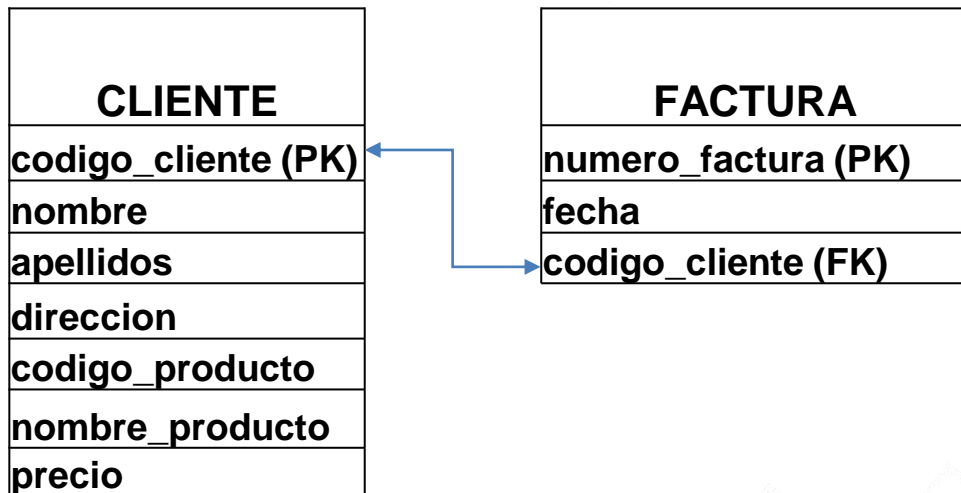 CLIENTE
codigo_cliente (PK)
nombre
apellidos
direccion
codigo_producto
nombre_producto
precio
FACTURA
numero_factura (PK)
fecha
codigo_cliente (FK)